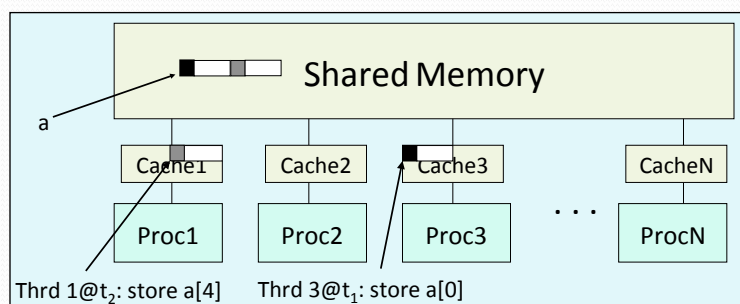 Shared Memory
a
Cache1 Cache2 Cache3 CacheN
Proc1 Proc2 Proc3 . . . ProcN
Thrd 1@t₂: store a[4] Thrd 3@t₁: store a[0]